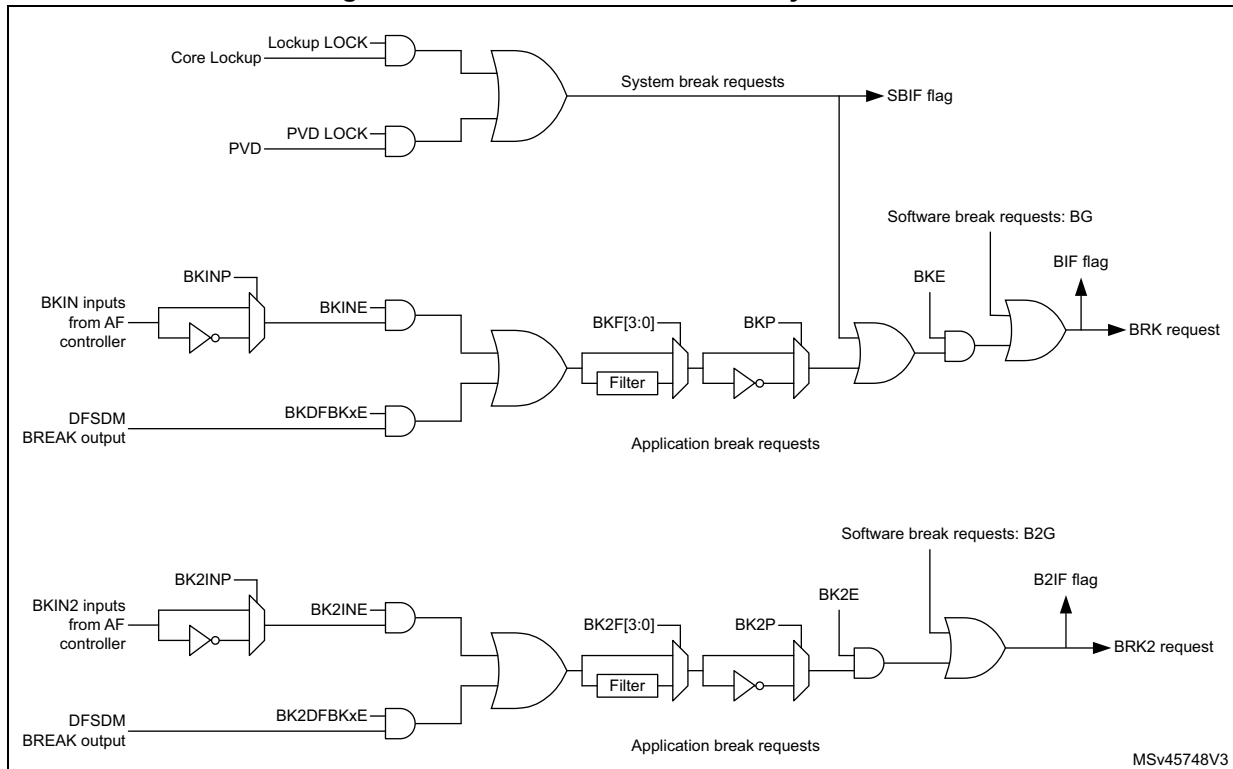 Lockup LOCK
Core Lockup
System break requests
SBIF flag
PVD LOCK
PVD
Software break requests: BG
BKINP
BIF flag
BKIN inputs
from AF
controller
BKINE
BKF[3:0]
BKP
BKE
BRK request
Filter
DFSDM
BREAK output
BKDFBKxE
Application break requests
Software break requests: B2G
BK2INP
B2IF flag
BKIN2 inputs
from AF
controller
BK2INE
BK2F[3:0]
BK2P
BK2E
BRK2 request
Filter
DFSDM
BREAK output
BK2DFBKxE
Application break requests
MSv45748V3